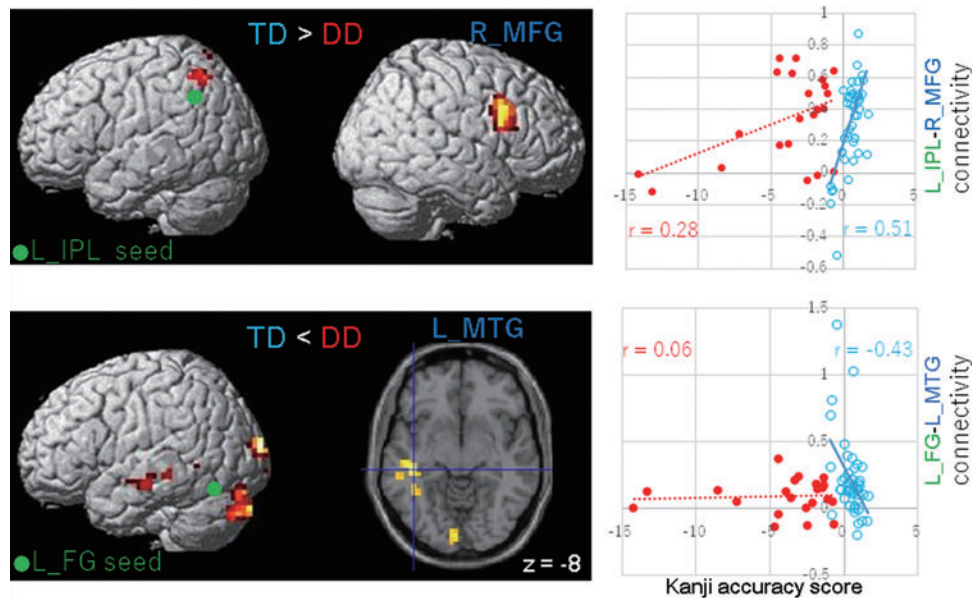 TD > DD
R_MFG
L_IPL seed
1
0.8
0.6
0.4
0.2
0
-15
-10
-5
0
5
-0.2
-0.4
-0.6
r = 0.28
r = 0.51
L_IPL-R_MFG
connectivity
TD < DD
L_MTG
L_FG seed
z = -8
1.5
1
0.5
0
-15
-10
-5
0
5
-0.5
r = 0.06
r = -0.43
L_FG-L_MTG
connectivity
Kanji accuracy score